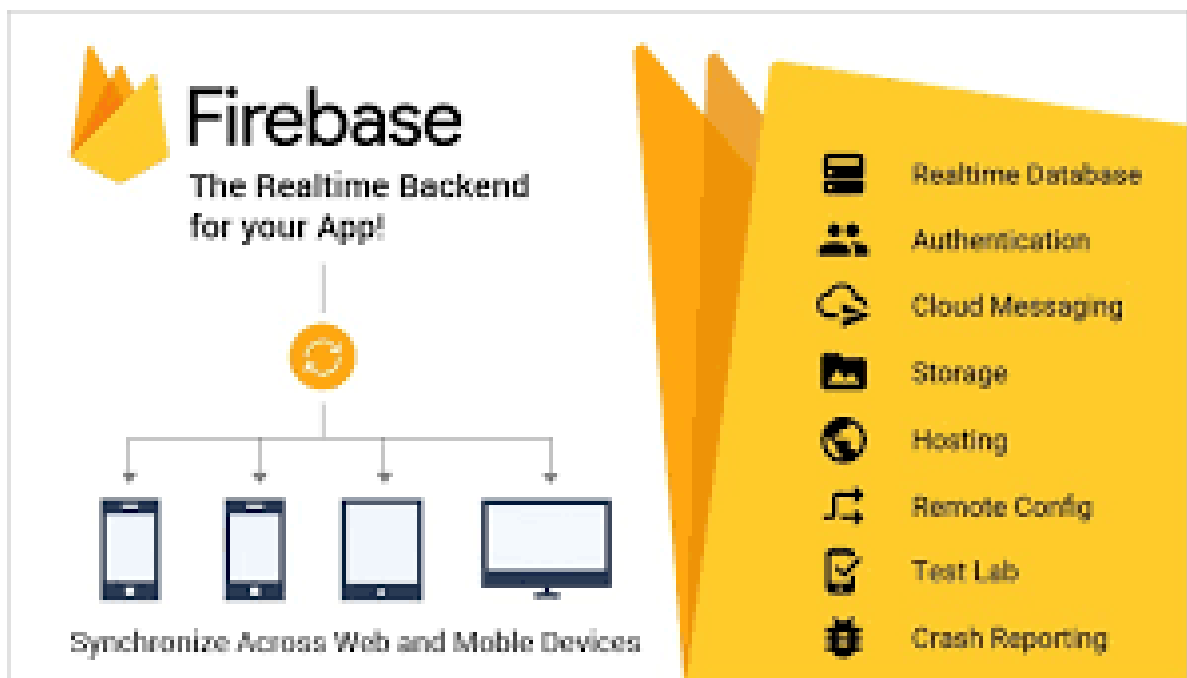 Firebase
The Realtime Backend
for your App!
Synchronize Across Web and Moble Devices
Realtime Database
Authentication
Cloud Messaging
Storage
Hosting
Remote Config
Test Lab
Crash Reporting